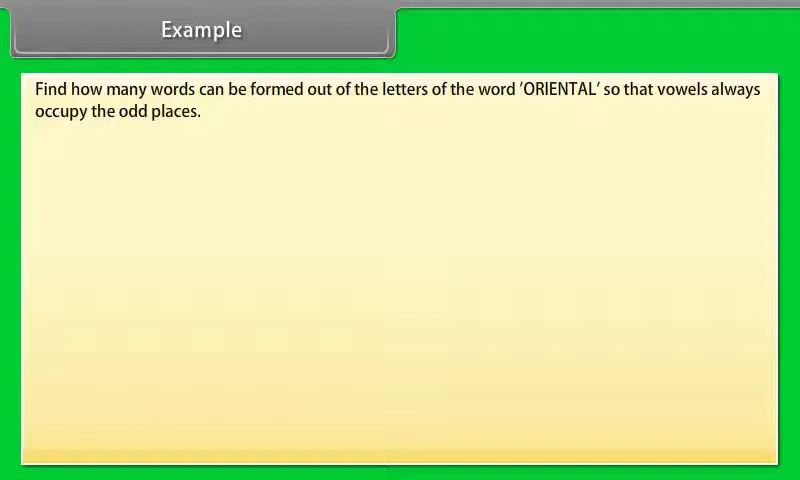 Example
Find how many words can be formed out of the letters of the word ‘ORIENTAL’ so that vowels always
occupy the odd places.